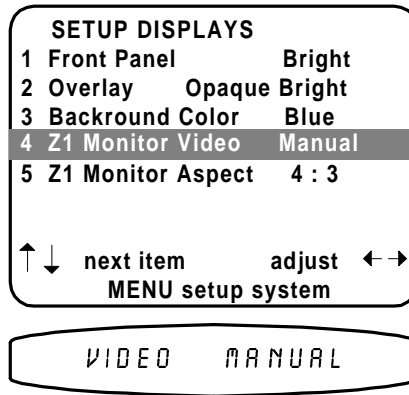 SETUP DISPLAYS
1 Front Panel Bright
2 Overlay Opaque Bright
3 Backround Color Blue
4 Z1 Monitor Video Manual
5 Z1 Monitor Aspect 4 : 3
↑ ↓ next item adjust ← →
MENU setup system
VIDEO MANUAL